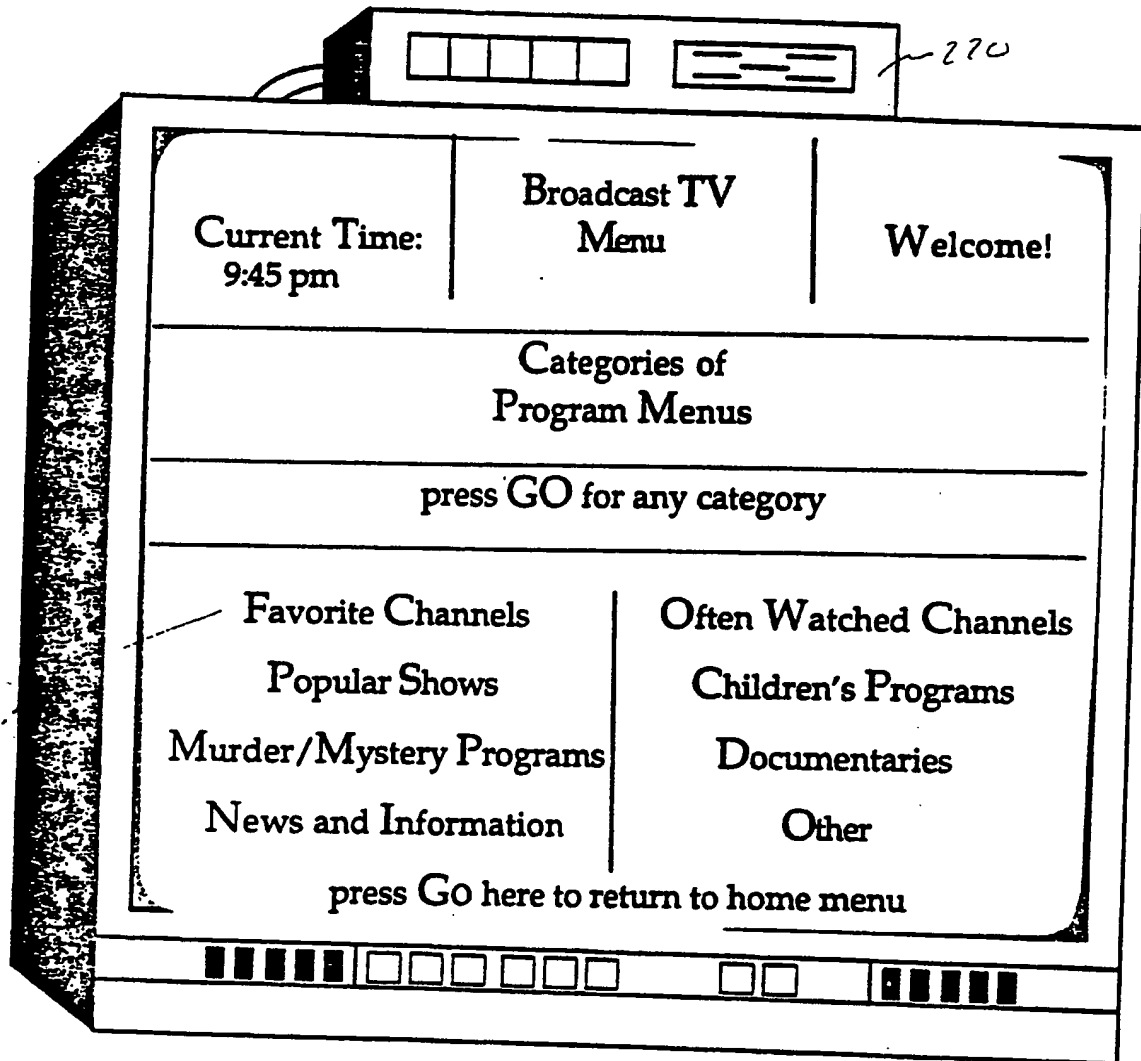 220
Broadcast TV
Menu
Current Time:
9:45 pm
Welcome!
Categories of
Program Menus
press GO for any category
Favorite Channels
Often Watched Channels
Popular Shows
Children's Programs
Murder/Mystery Programs
Documentaries
News and Information
Other
press Go here to return to home menu